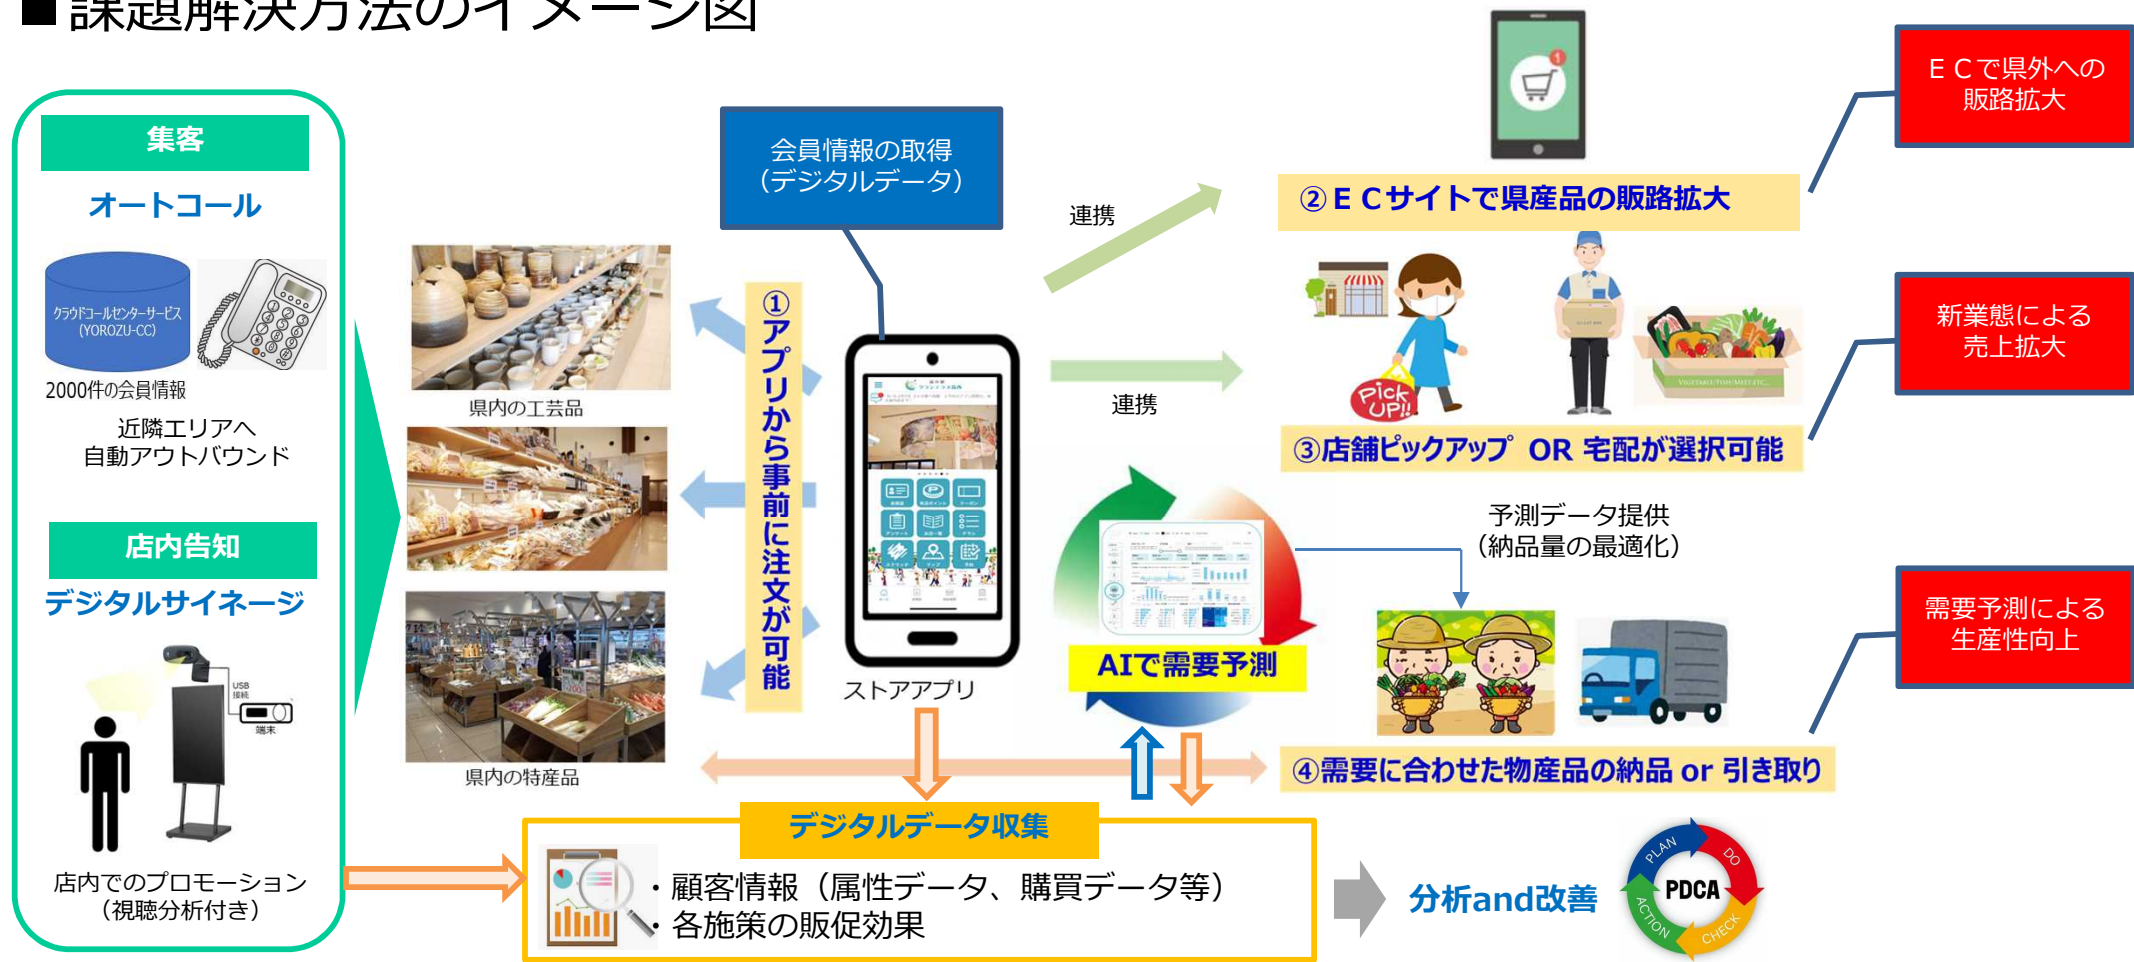 ■課題解決方法のイメージ図
集客
オートコール
クラウドコールセンターサービス
(YOROZU-CC)
2000件の会員情報
近隣エリアへ
自動アウトバウンド
店内告知
デジタルサイネージ
USB
接続
端末
店内でのプロモーション
（視聴分析付き）
県内の工芸品
県内の特産品
①アプリから事前に注文が可能
会員情報の取得
（デジタルデータ）
ストアアプリ
連携
連携
1
②ＥＣサイトで県産品の販路拡大
Pick
UP!!
③店舗ピックアップ OR 宅配が選択可能
AIで需要予測
予測データ提供
（納品量の最適化）
④需要に合わせた物産品の納品 or 引き取り
ＥＣで県外への
販路拡大
新業態による
売上拡大
需要予測による
生産性向上
デジタルデータ収集
・顧客情報（属性データ、購買データ等）
・各施策の販促効果
分析and改善
PLAN
DO
PDCA
ACTION
CHECK